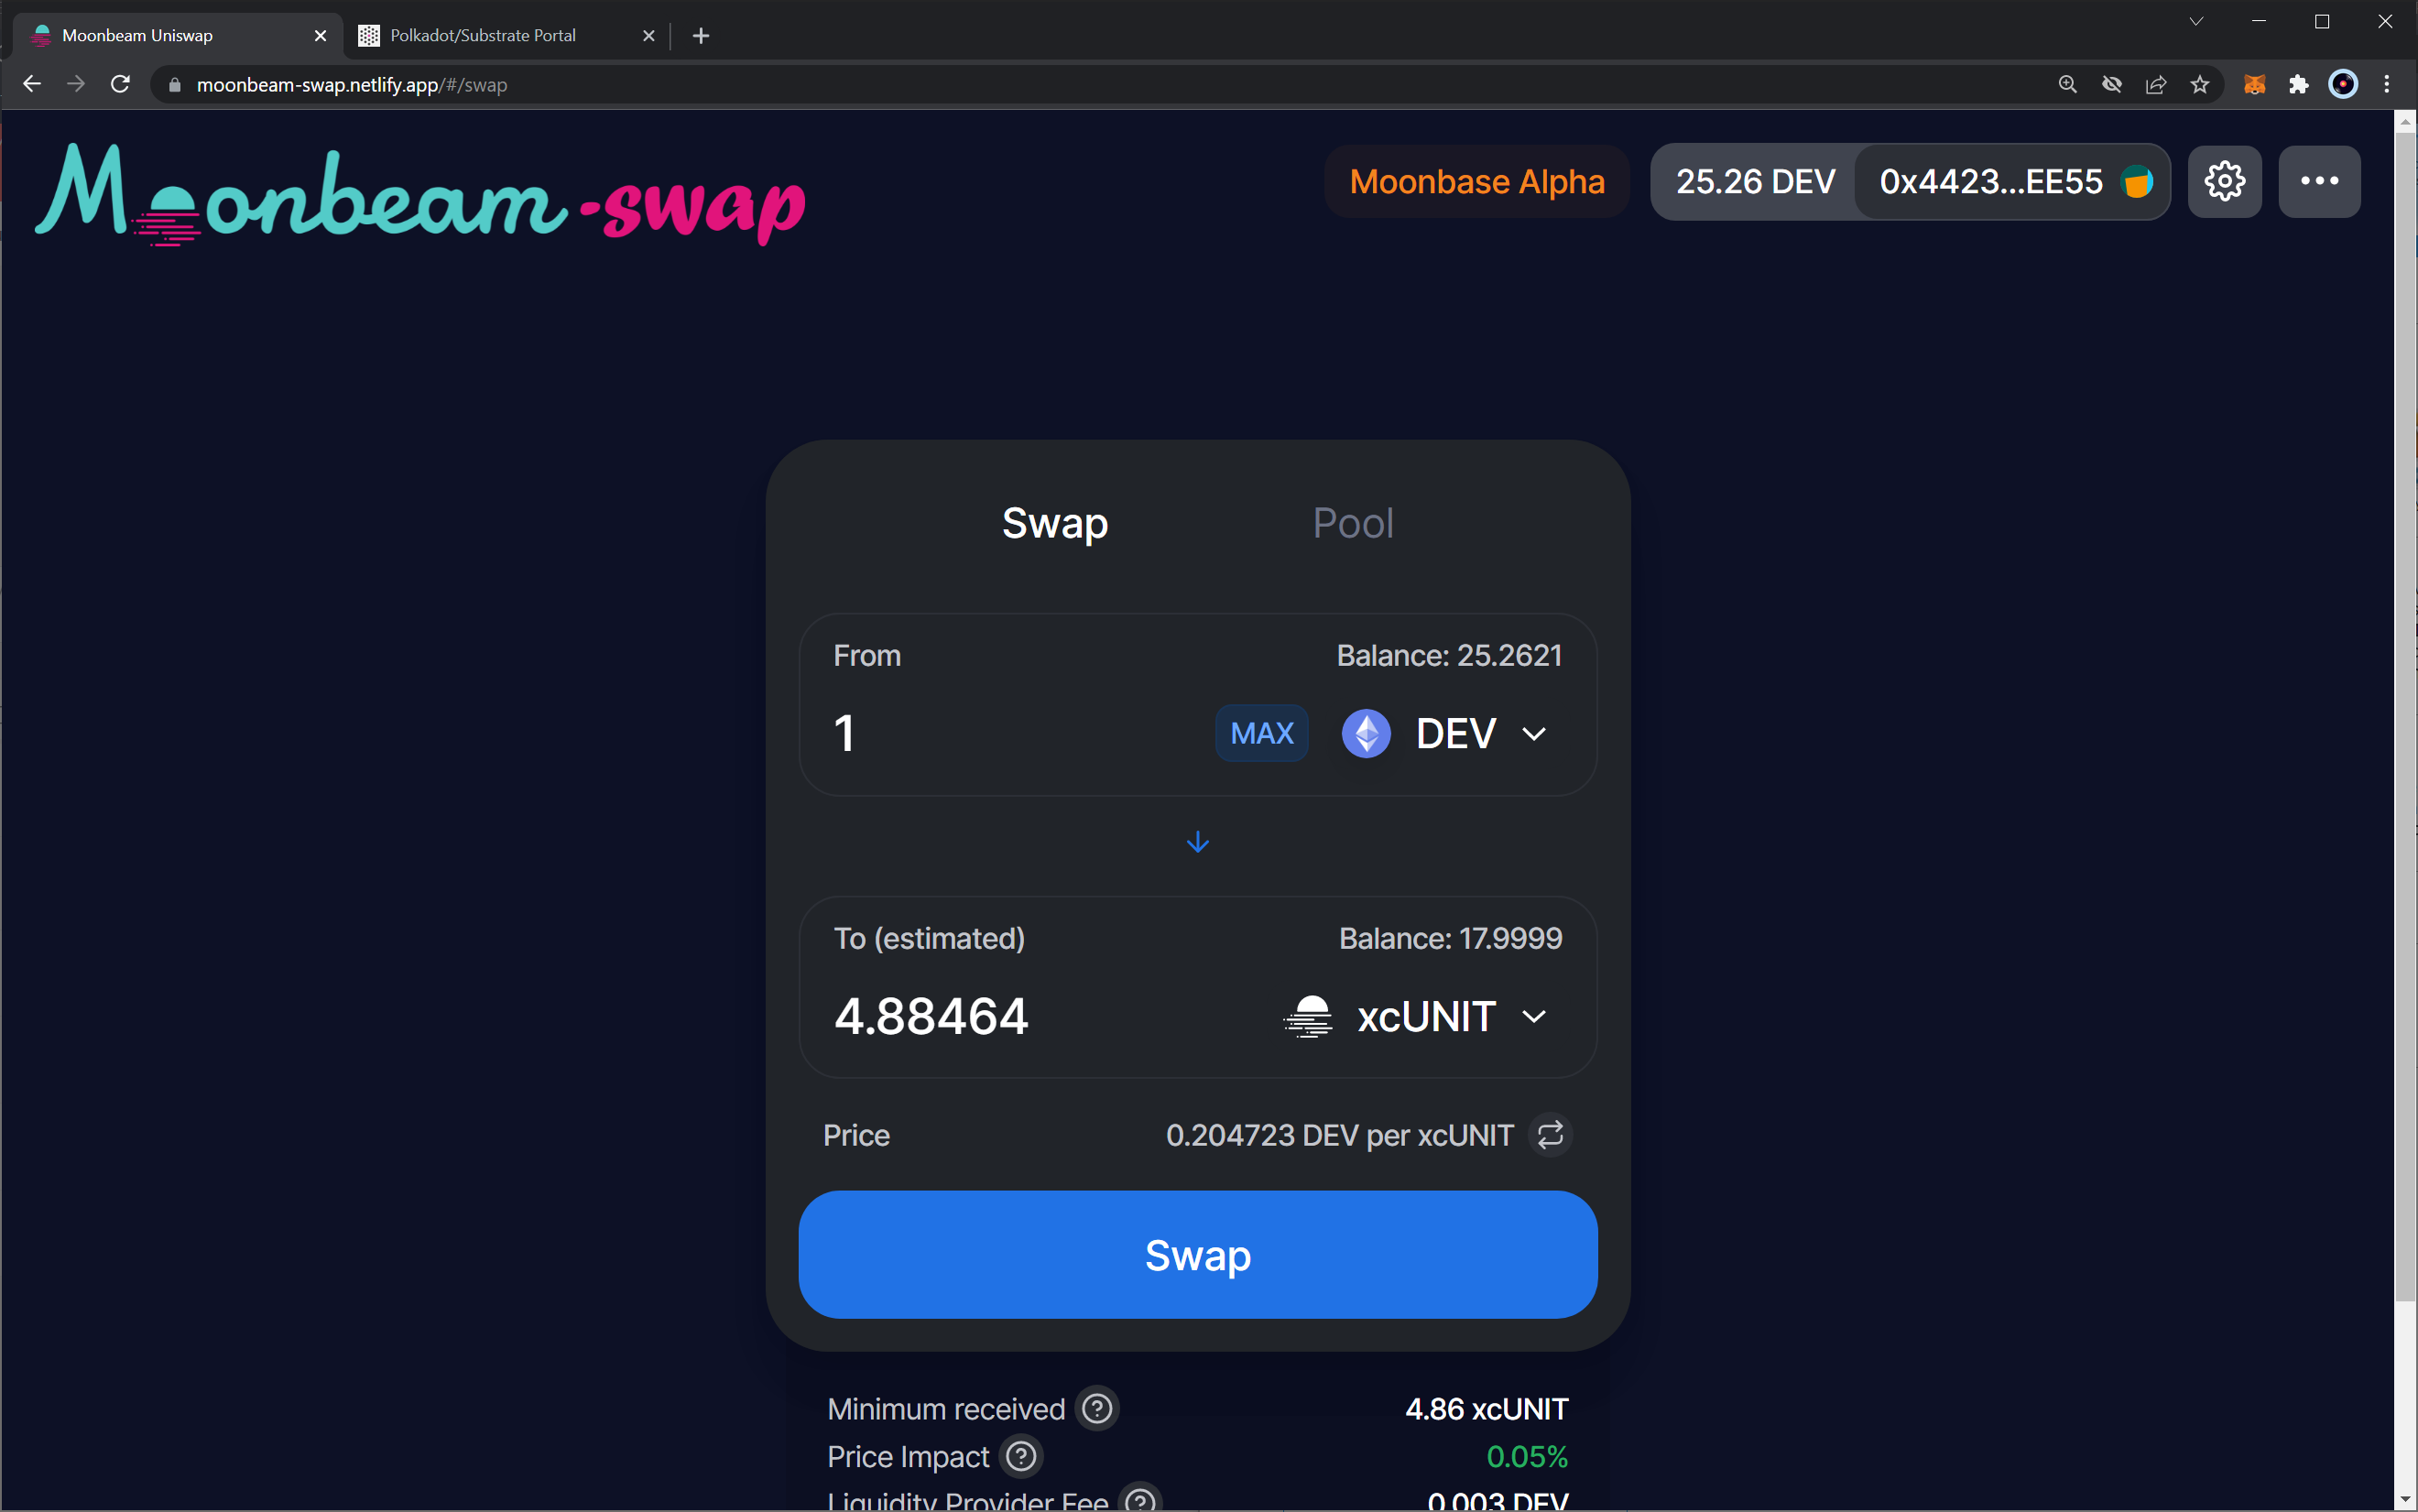 Moonbeam Uniswap
Polkadot/Substrate Portal
moonbeam-swap.netlify.app/#/swap
Moonbeam-swap
Moonbase Alpha
25.26 DEV
0x4423...EE55
Swap
Pool
From
Balance: 25.2621
1
MAX
DEV
To (estimated)
Balance: 17.9999
4.88464
xcUNIT
Price
0.204723 DEV per xcUNIT
Swap
Minimum received
4.86 xcUNIT
Price Impact
0.05%
Liquidity Provider Fee
0.003 DEV